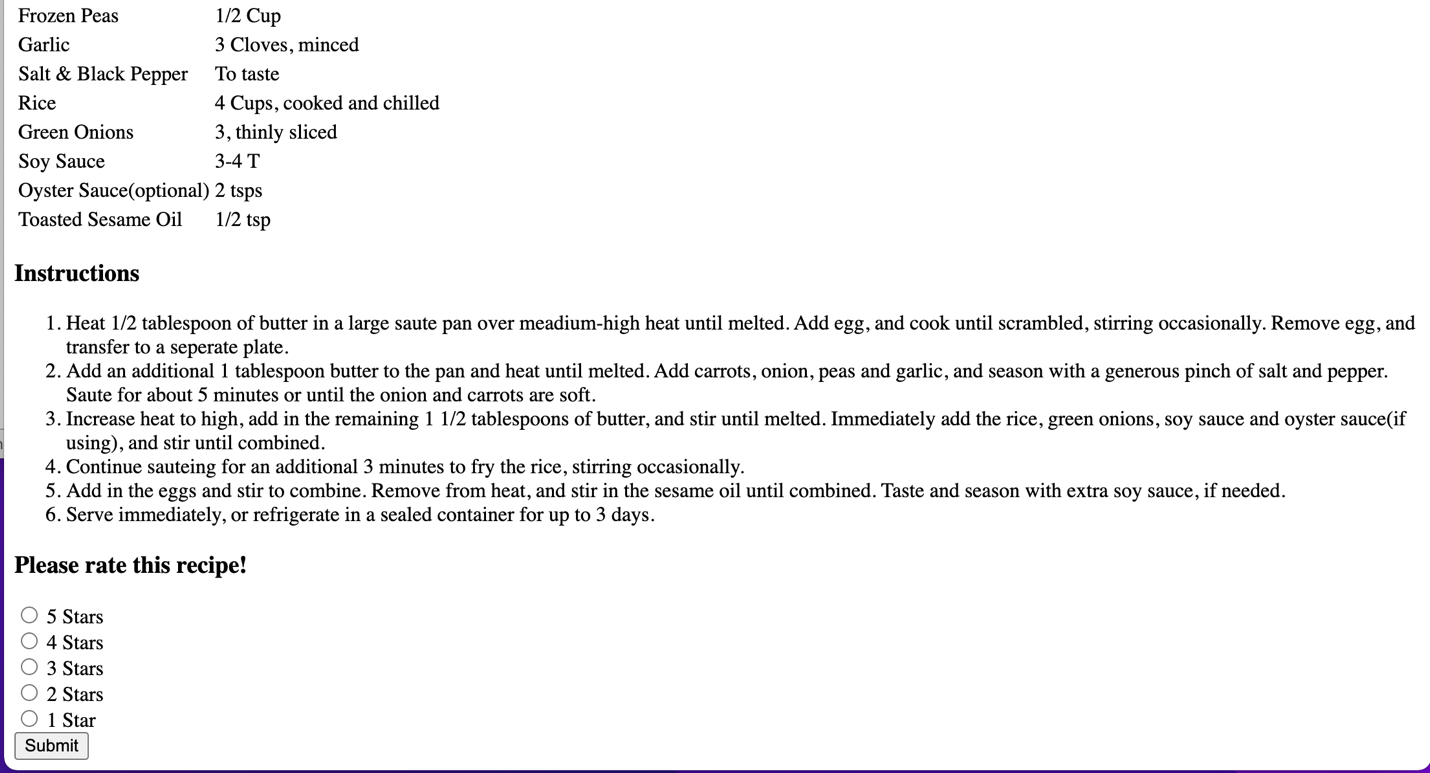 Frozen Peas 1/2 Cup
Garlic 3 Cloves, minced
Salt & Black Pepper To taste
Rice 4 Cups, cooked and chilled
Green Onions 3, thinly sliced
Soy Sauce 3-4 T
Oyster Sauce(optional) 2 tsps
Toasted Sesame Oil 1/2 tsp
Instructions
1. Heat 1/2 tablespoon of butter in a large saute pan over meadium-high heat until melted. Add egg, and cook until scrambled, stirring occasionally. Remove egg, and
transfer to a seperate plate.
2. Add an additional 1 tablespoon butter to the pan and heat until melted. Add carrots, onion, peas and garlic, and season with a generous pinch of salt and pepper.
Saute for about 5 minutes or until the onion and carrots are soft.
3. Increase heat to high, add in the remaining 1 1/2 tablespoons of butter, and stir until melted. Immediately add the rice, green onions, soy sauce and oyster sauce(if
using), and stir until combined.
4. Continue sauteing for an additional 3 minutes to fry the rice, stirring occasionally.
5. Add in the eggs and stir to combine. Remove from heat, and stir in the sesame oil until combined. Taste and season with extra soy sauce, if needed.
6. Serve immediately, or refrigerate in a sealed container for up to 3 days.
Please rate this recipe!
5 Stars
4 Stars
3 Stars
2 Stars
1 Star
Submit